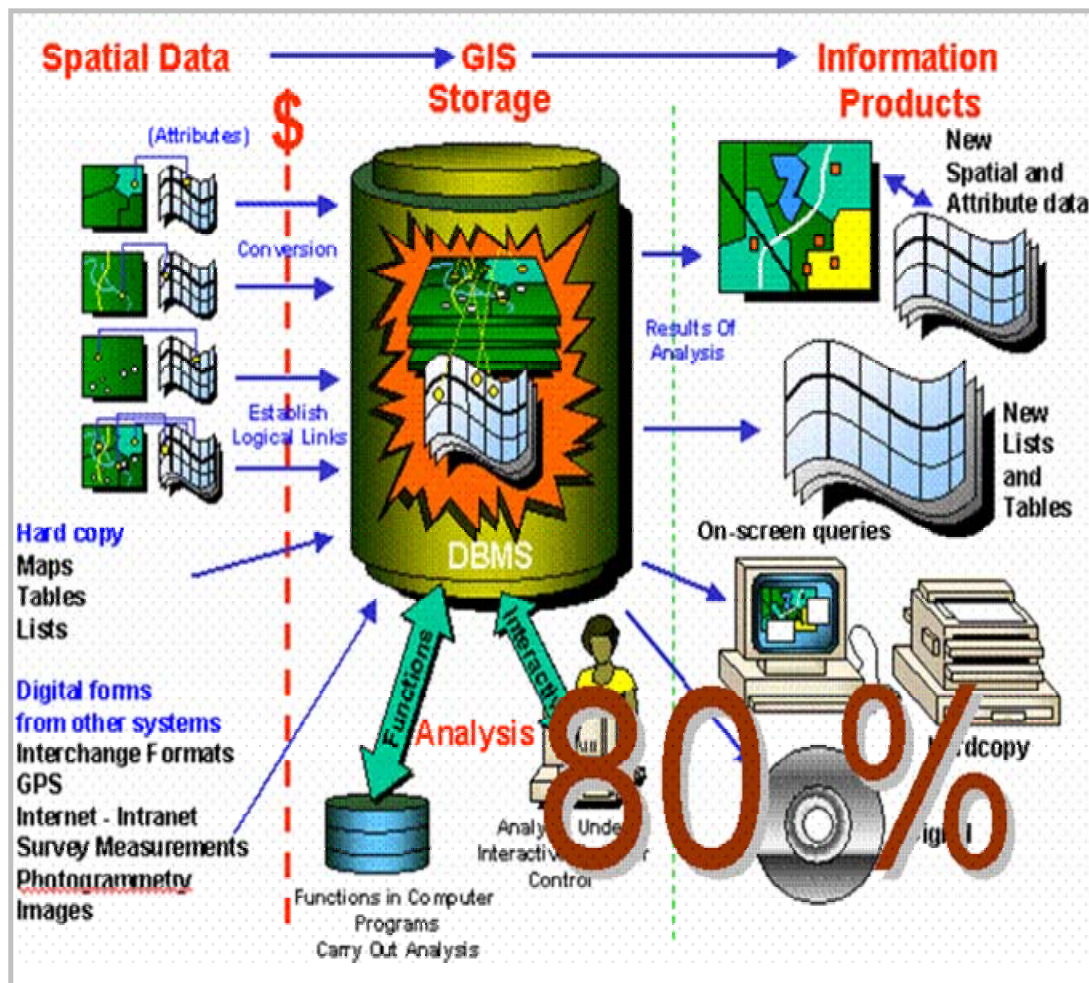 Spatial Data
GIS
Storage
Information
Products
$
(Attributes)
Conversion
Establish
Logical Links
Hard copy
Maps
Tables
Lists
Digital forms
from other systems
Interchange Formats
GPS
Internet - Intranet
Survey Measurements
Photogrammetry
Images
DBMS
Functions
Analysis
Functions in Computer
Programs
Carry Out Analysis
Interactive
Control
80 %
Results Of
Analysis
New
Spatial and
Attribute data
New
Lists
and
Tables
On-screen queries